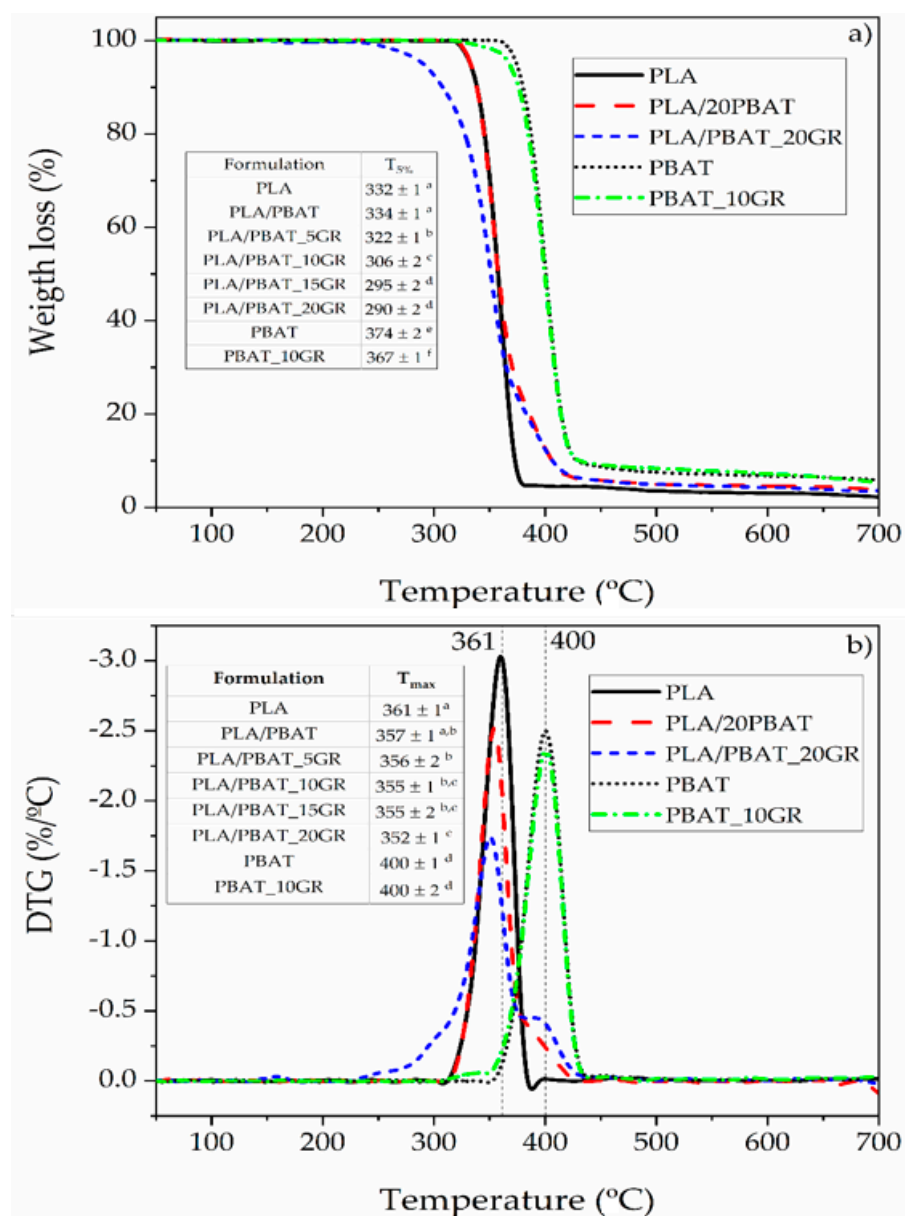 a)
100
80
60
40
20
0
Weigth loss (%)
PLA
PLA/20PBAT
PLA/PBAT_20GR
PBAT
PBAT_10GR
Formulation T5%
PLA 332 ± 1 a
PLA/PBAT 334 ± 1 a
PLA/PBAT_5GR 322 ± 1 b
PLA/PBAT_10GR 306 ± 2 c
PLA/PBAT_15GR 295 ± 2 d
PLA/PBAT_20GR 290 ± 2 d
PBAT 374 ± 2 e
PBAT_10GR 367 ± 1 f
100 200 300 400 500 600 700
Temperature (ºC)
361 400 b)
-3.0
-2.5
-2.0
-1.5
-1.0
-0.5
0.0
DTG (%/ºC)
Formulation Tmax
PLA 361 ± 1 a
PLA/PBAT 357 ± 1 a,b
PLA/PBAT_5GR 356 ± 2 b
PLA/PBAT_10GR 355 ± 1 b,c
PLA/PBAT_15GR 355 ± 2 b,c
PLA/PBAT_20GR 352 ± 1 c
PBAT 400 ± 1 d
PBAT_10GR 400 ± 2 d
PLA
PLA/20PBAT
PLA/PBAT_20GR
PBAT
PBAT_10GR
100 200 300 400 500 600 700
Temperature (ºC)